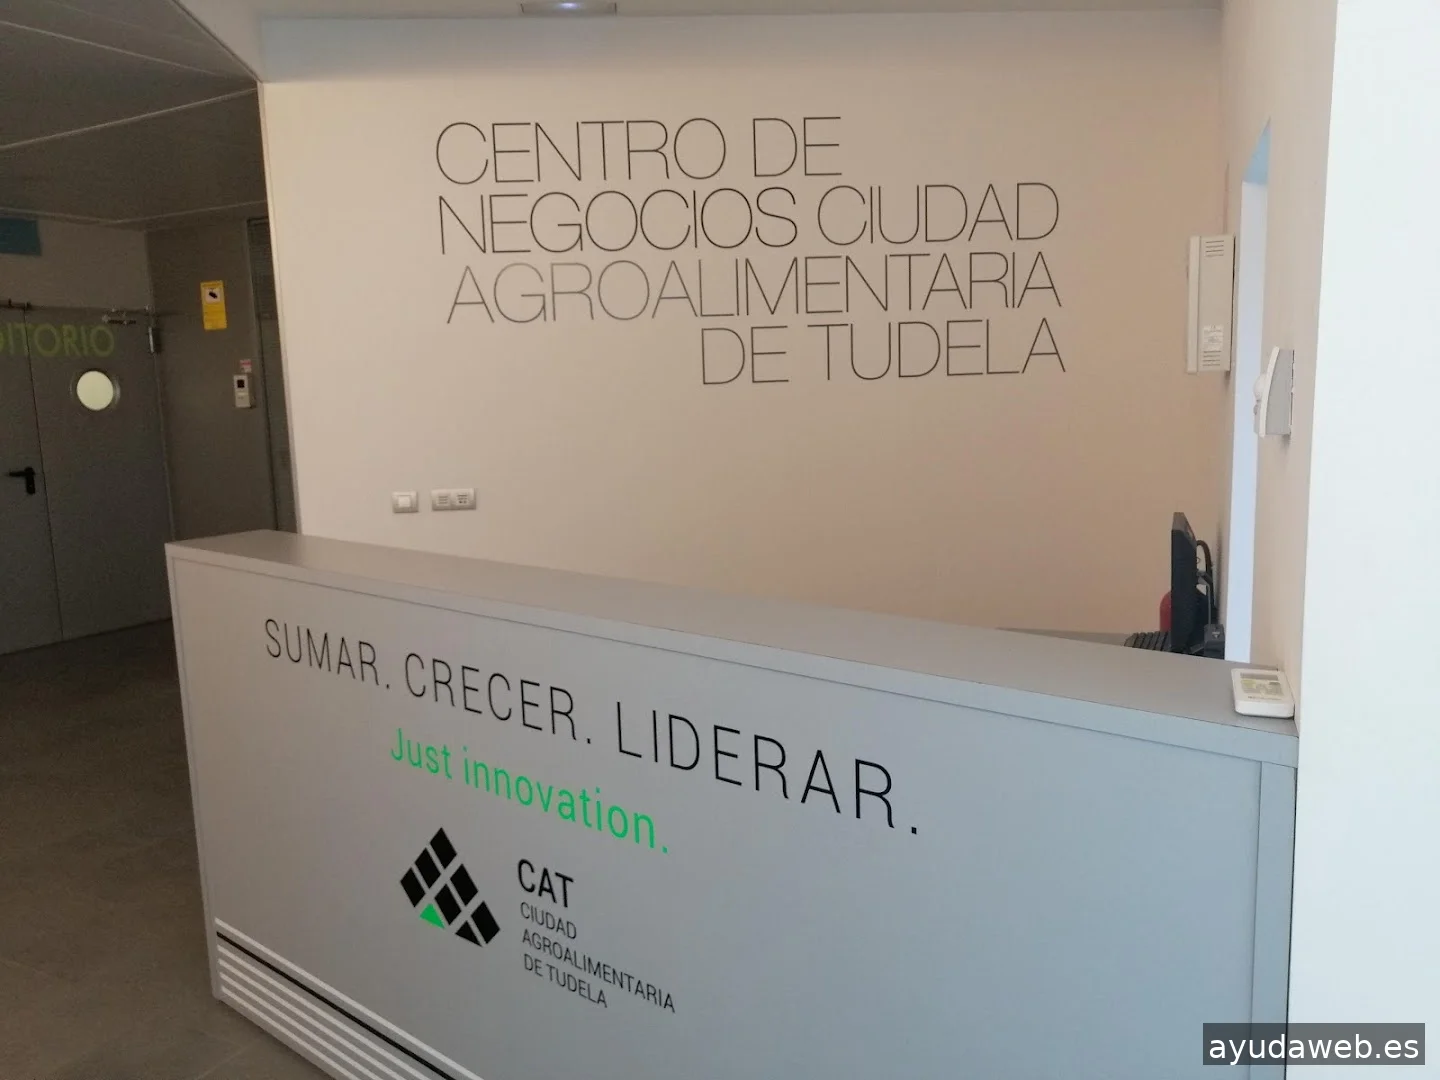 CENTRO DE
NEGOCIOS CIUDAD
AGROALIMENTARIA
DE TUDELA
DITORIO
SUMAR. CRECER. LIDERAR.
Just innovation.
CAT
CIUDAD
AGROALIMENTARIA
DE TUDELA
ayudaweb.es